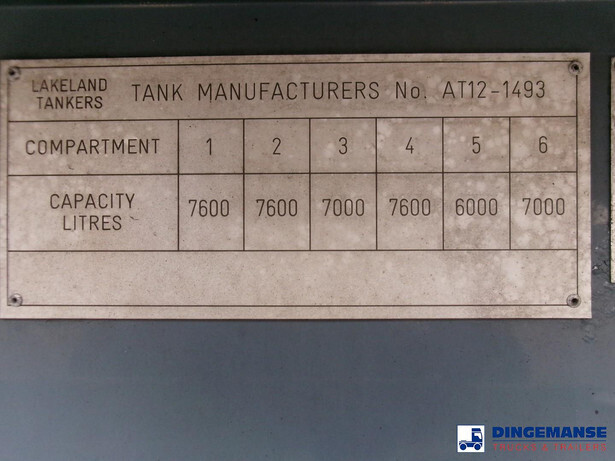 LAKELAND TANKERS TANK MANUFACTURERS No. AT12-1493
COMPARTMENT 1 2 3 4 5 6
CAPACITY LITRES 7600 7600 7000 7600 6000 7000
DINGEMANSE
TRUCKS & TRAILERS